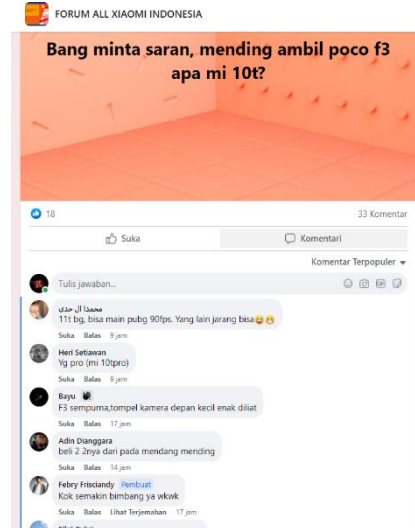 FORUM ALL XIAOMI INDONESIA
Bang minta saran, mending ambil poco f3
apa mi 10t?
18
33 Komentar
Suka
Komentari
Komentar Terpopuler
Tulis jawaban...
محمدا ال حدى
11t bg, bisa main pubg 90fps. Yang lain jarang bisa😂🤭
Suka Balas 9 jam
Heri Setiawan
Yg pro (mi 10tpro)
Suka Balas 9 jam
Bayu
F3 sempurna,tompel kamera depan kecil enak diliat
Suka Balas 17 jam
Adin Dianggara
beli 2 2nya dari pada mendang mending
Suka Balas 14 jam
Febry Frisciandy Pembuat
Kok semakin bimbang ya wkwk
Suka Balas Lihat Terjemahan 17 jam